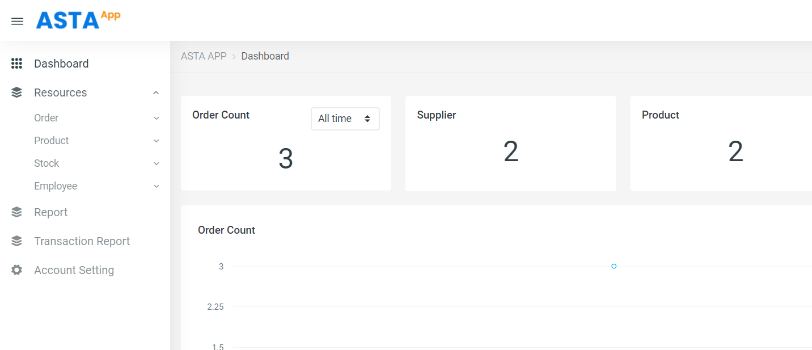 ASTA App
Dashboard
Resources
Order
Product
Stock
Employee
Report
Transaction Report
Account Setting
ASTA APP > Dashboard
Order Count
All time
3
Supplier
2
Product
2
Order Count
3
2.25
1.5